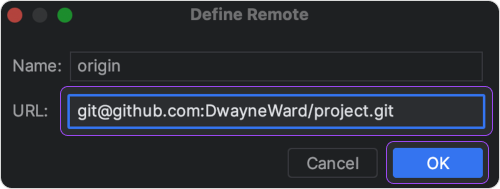 Define Remote
Name: origin
URL: git@github.com:DwayneWard/project.git
Cancel OK